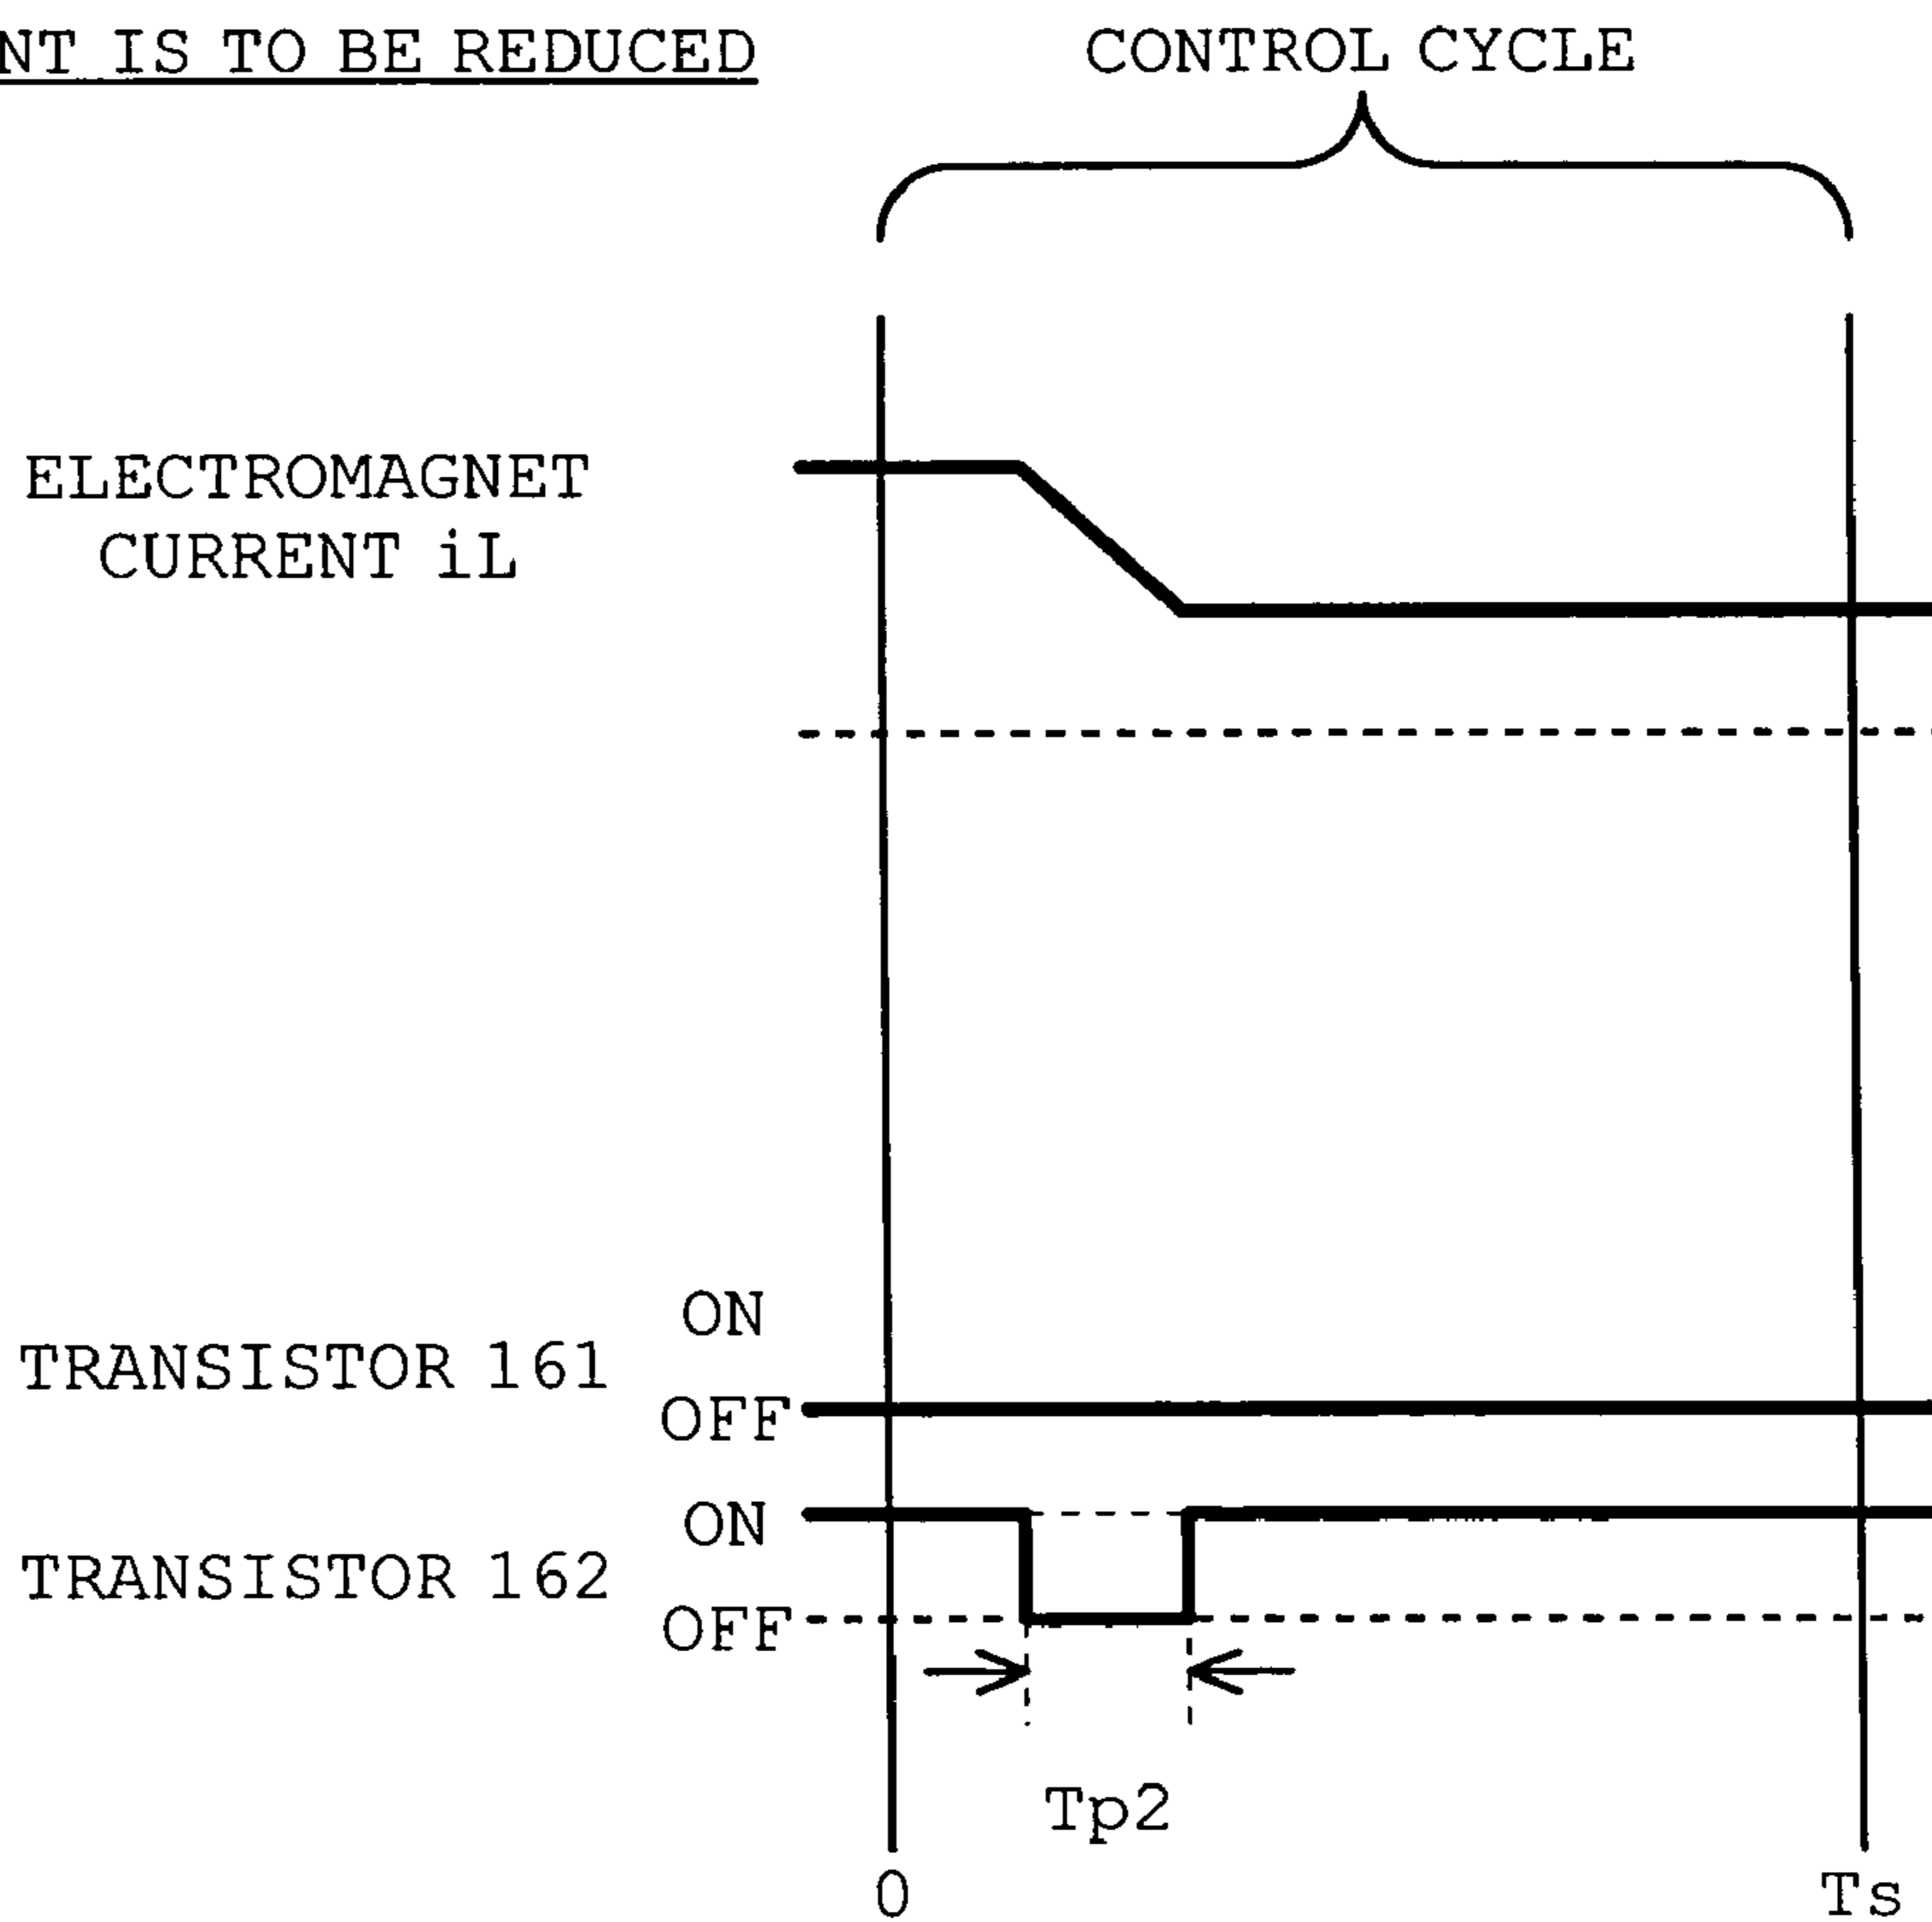 NT IS TO BE REDUCED
CONTROL CYCLE
ELECTROMAGNET
CURRENT iL
ON
TRANSISTOR 161
OFF
ON
TRANSISTOR 162
OFF
Tp2
0
Ts